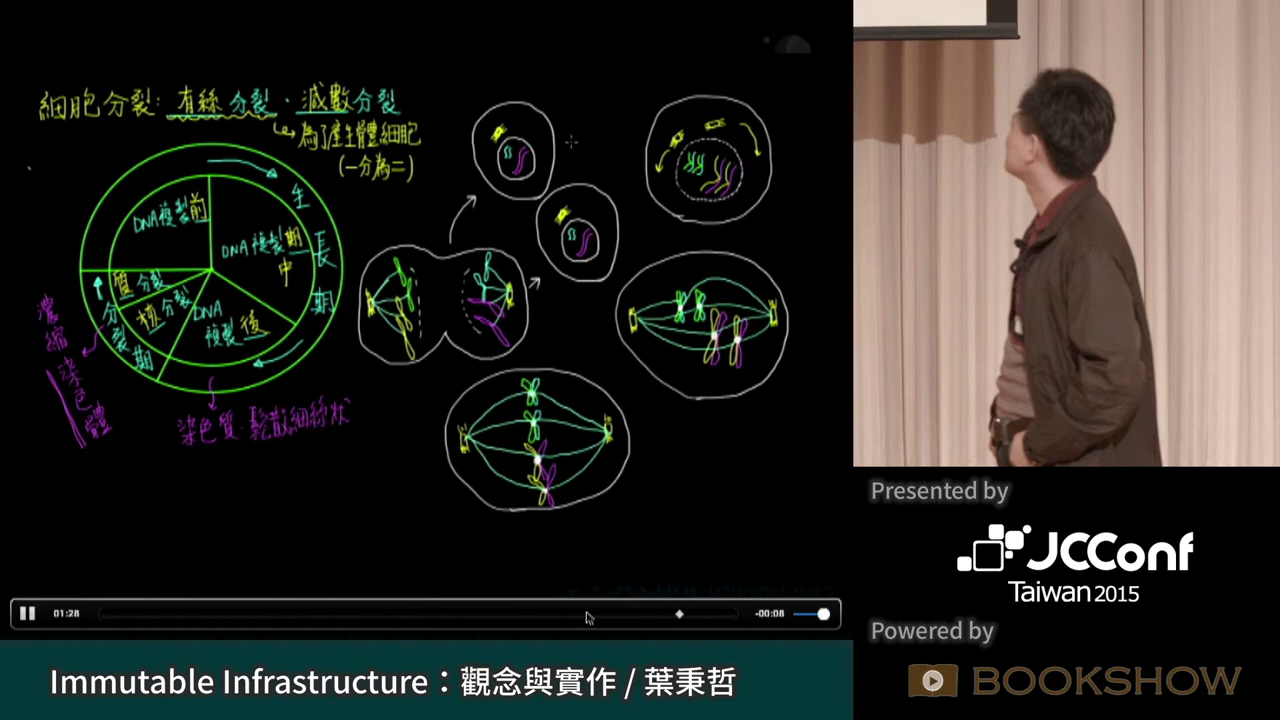 細胞分裂：有絲分裂、減數分裂
為了產生體細胞
(一分為二)
DNA複製前
DNA複製期中
DNA
複製後
核分裂
質分裂
生長期
分裂期
濃縮染色體
染色質：鬆散細絲狀
01:28
-00:08
Presented by
JCConf
Taiwan 2015
Powered by
BOOKSHOW
Immutable Infrastructure：觀念與實作 / 葉秉哲